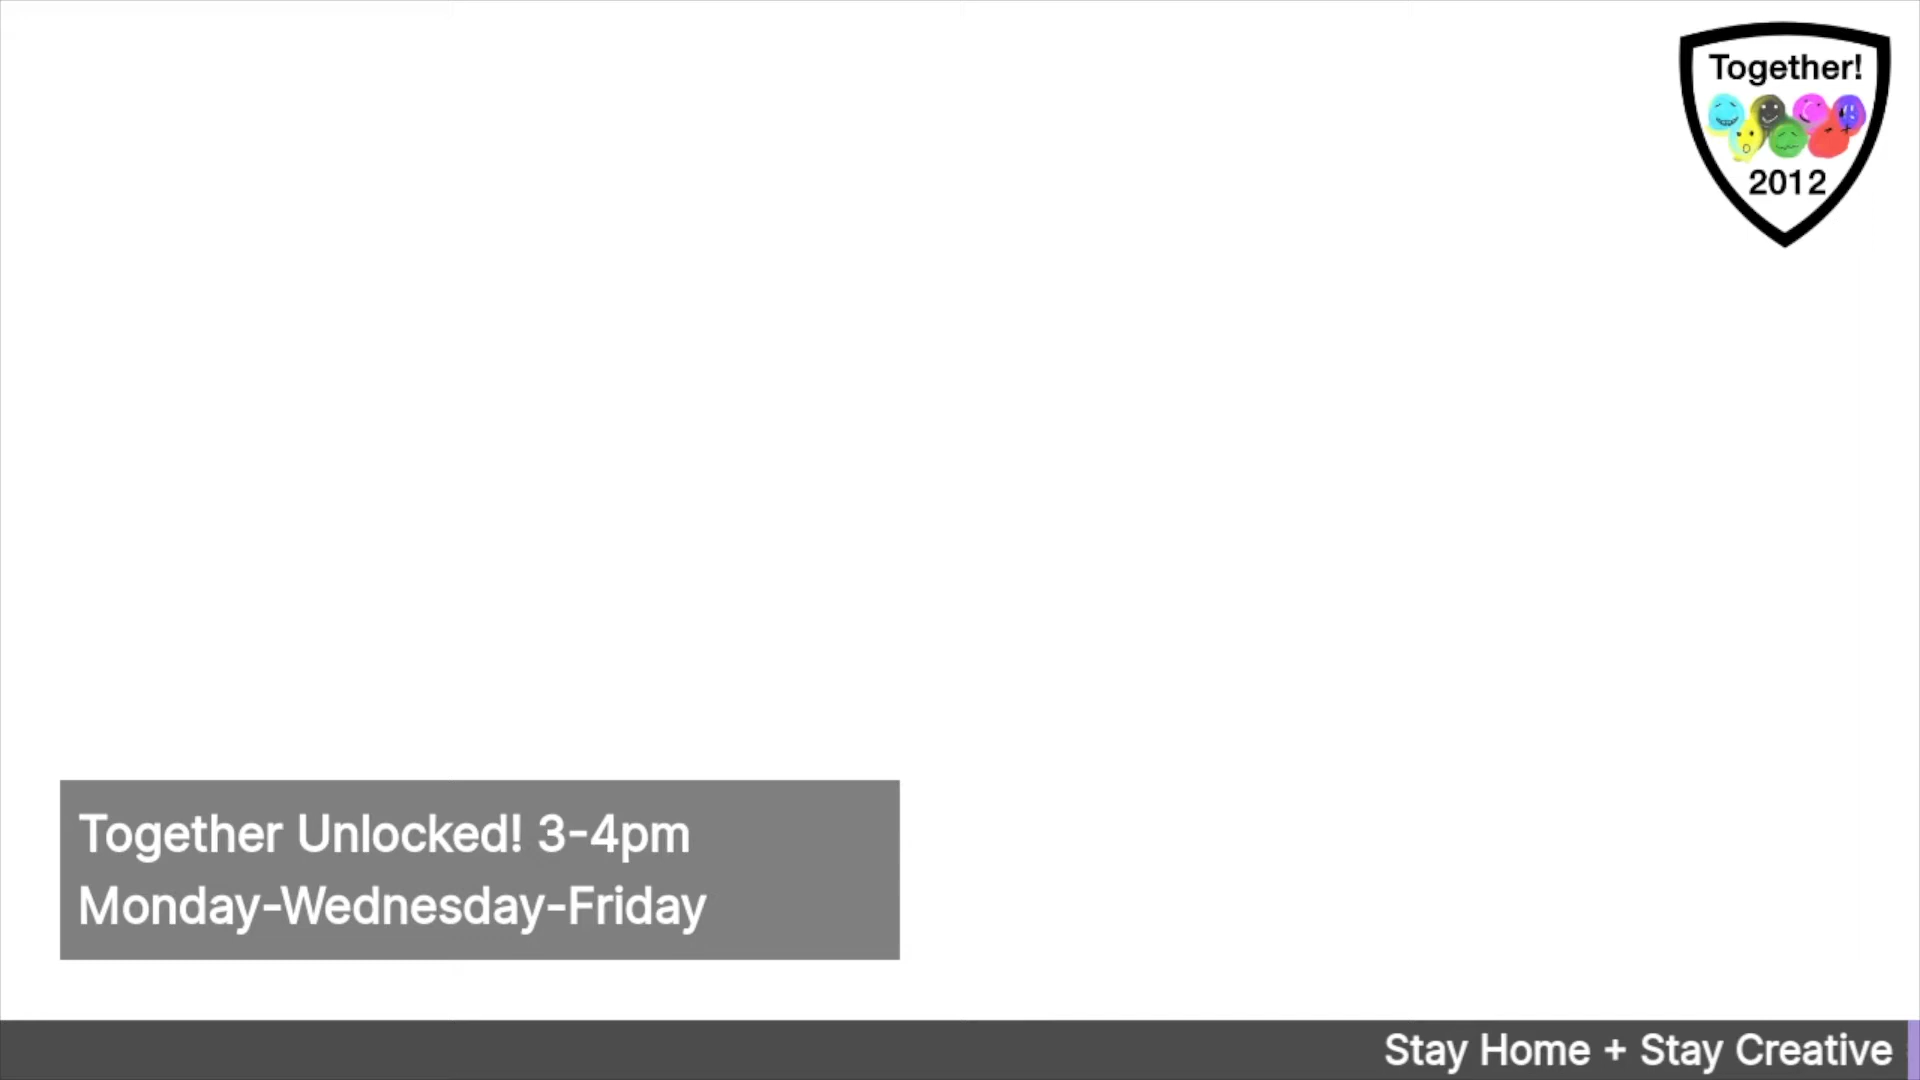 Together!
2012
Together Unlocked! 3-4pm
Monday-Wednesday-Friday
Stay Home + Stay Creative